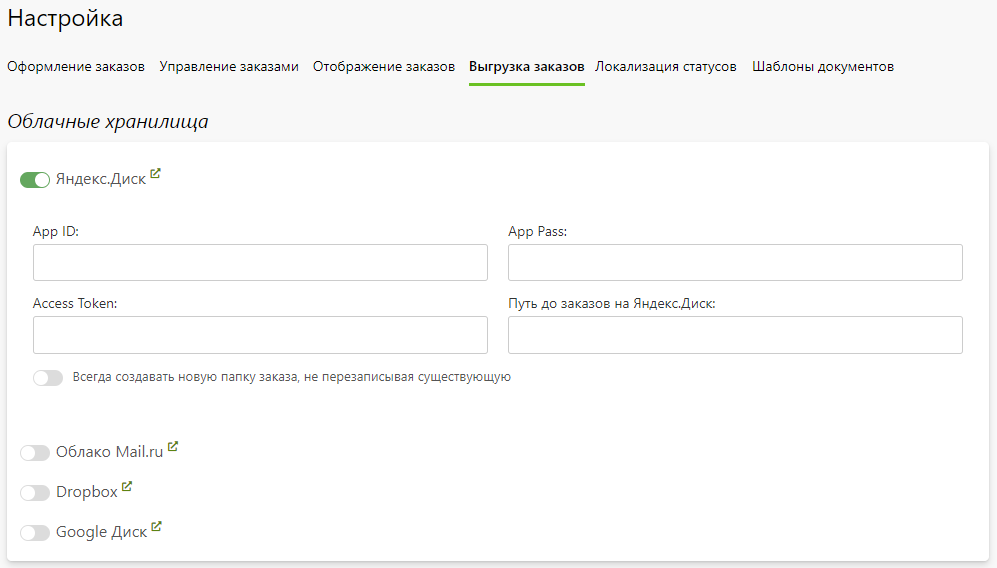 Настройка
Оформление заказов Управление заказами Отображение заказов Выгрузка заказов Локализация статусов Шаблоны документов
Облачные хранилища
Яндекс.Диск
App ID: App Pass:
Access Token: Путь до заказов на Яндекс.Диск:
Всегда создавать новую папку заказа, не перезаписывая существующую
Облако Mail.ru
Dropbox
Google Диск